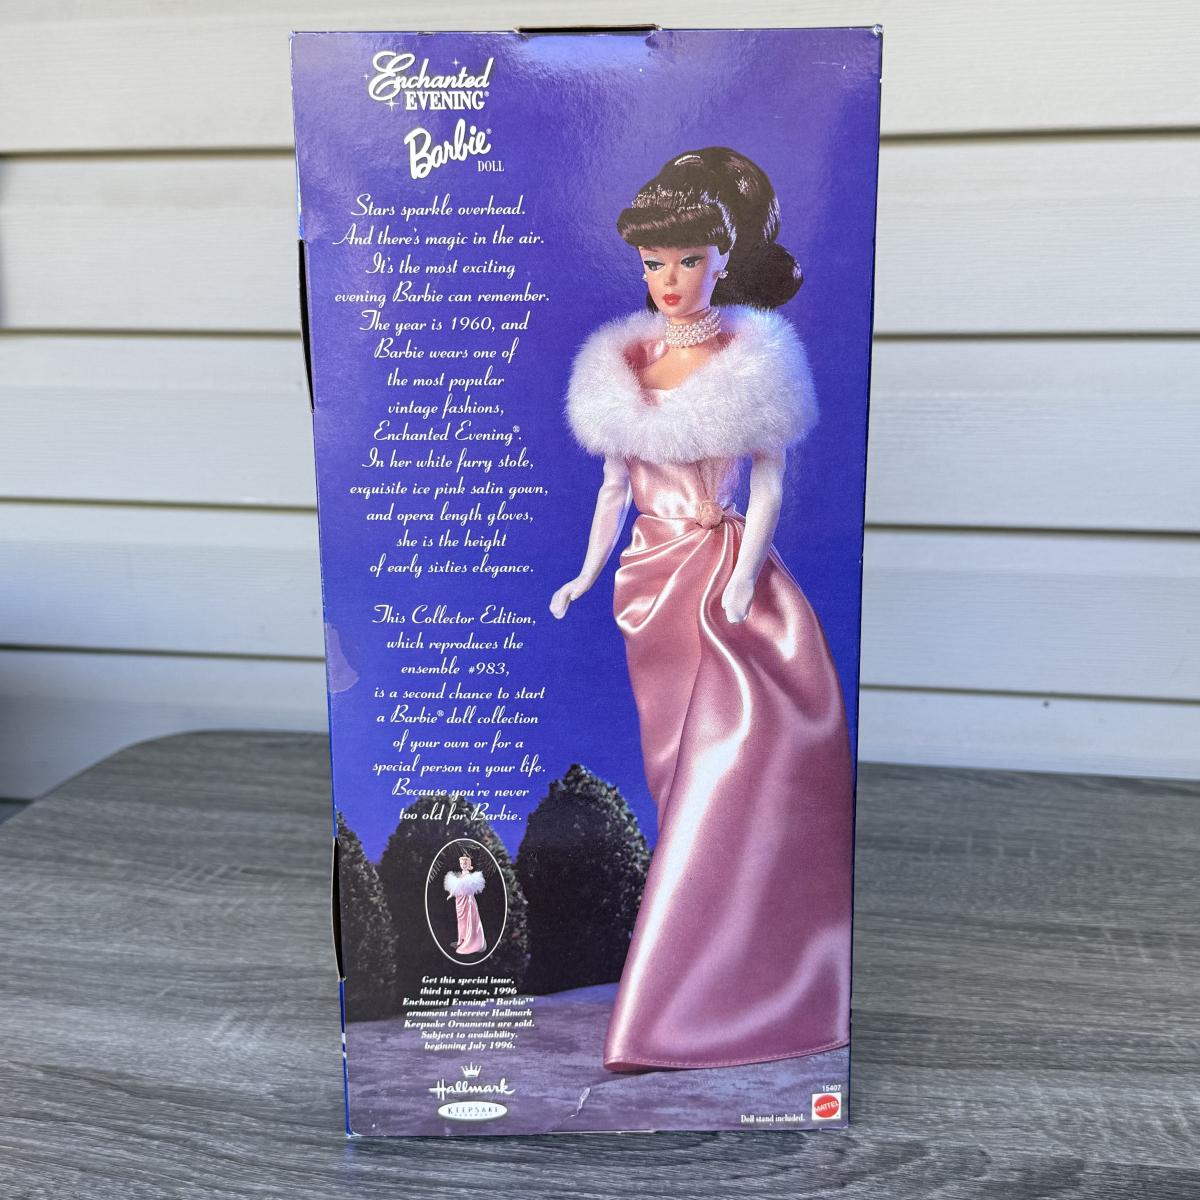 Enchanted
EVENING®
Barbie®
DOLL
Stars sparkle overhead.
And there's magic in the air.
It's the most exciting
evening Barbie can remember.
The year is 1960, and
Barbie wears one of
the most popular
vintage fashions,
Enchanted Evening®.
In her white furry stole,
exquisite ice pink satin gown,
and opera length gloves,
she is the height
of early sixties elegance.
This Collector Edition,
which reproduces the
ensemble #983,
is a second chance to start
a Barbie® doll collection
of your own or for a
special person in your life.
Because you're never
too old for Barbie.
Get this special issue,
third in a series, 1996
Enchanted Evening™ Barbie™
ornament wherever Hallmark
Keepsake Ornaments are sold.
Subject to availability,
beginning July 1996.
Hallmark
KEEPSAKE
15407
Doll stand included.
MATTEL